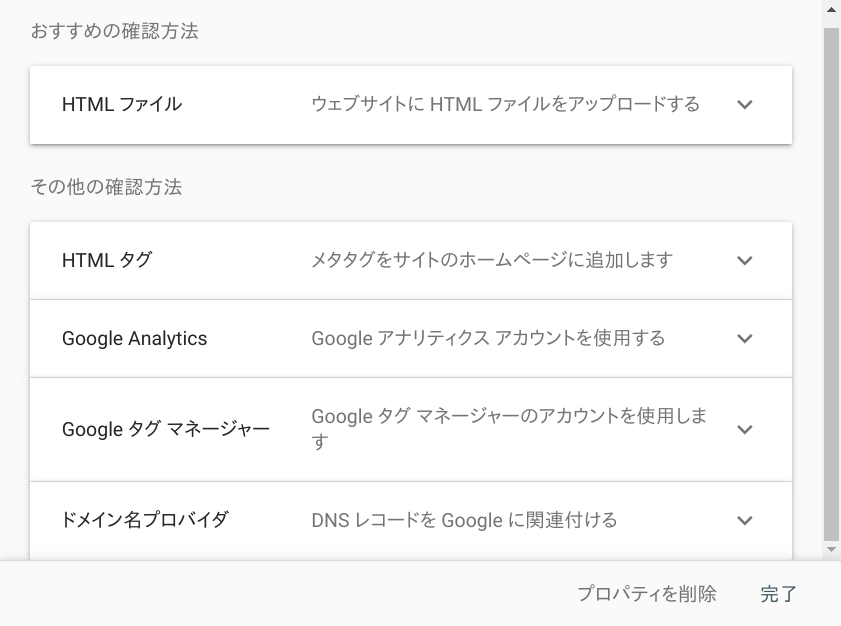 おすすめの確認方法
HTML ファイル
ウェブサイトに HTML ファイルをアップロードする
その他の確認方法
HTML タグ
メタタグをサイトのホームページに追加します
Google Analytics
Google アナリティクス アカウントを使用する
Google タグ マネージャー
Google タグ マネージャーのアカウントを使用しま
す
ドメイン名プロバイダ
DNS レコードを Google に関連付ける
プロパティを削除
完了